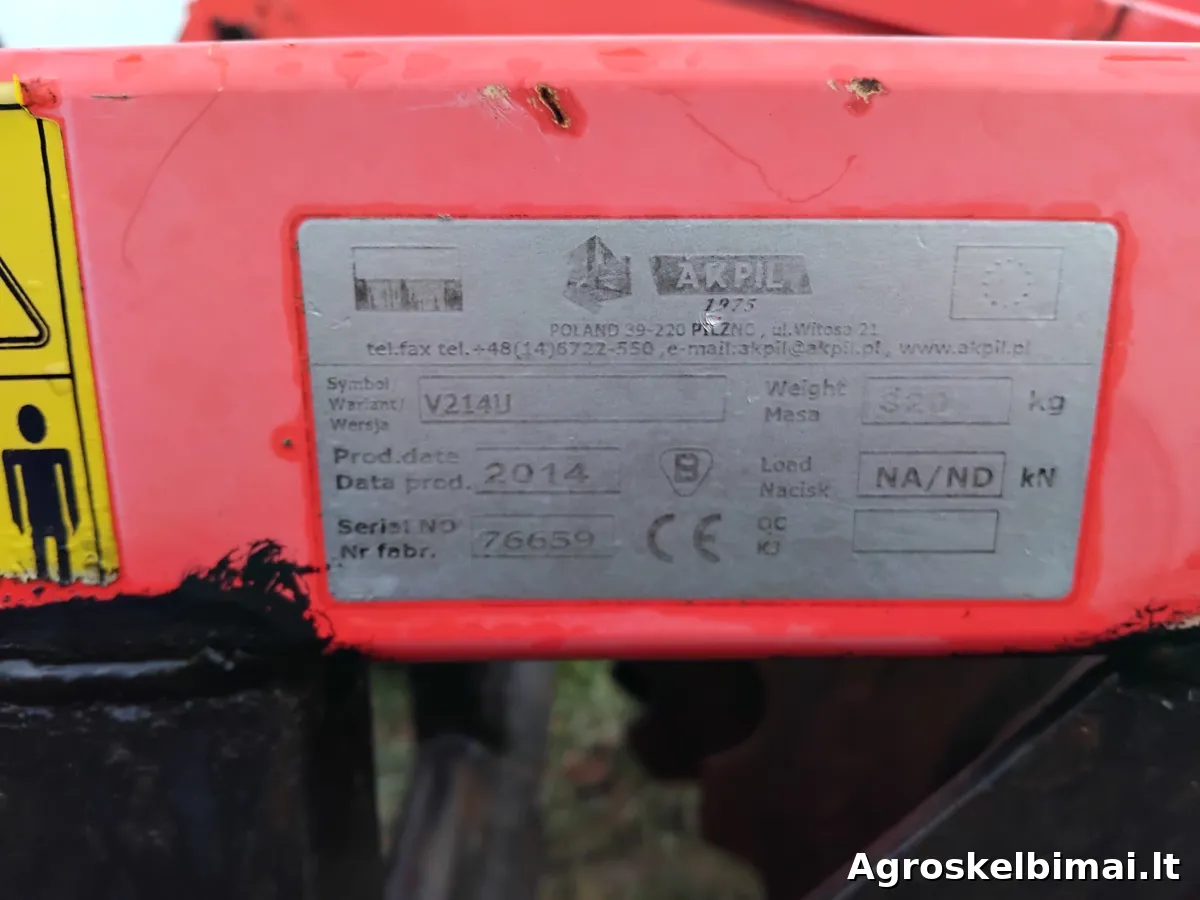 AKPIL
1975
POLAND 39-220 PILZNO , ul.Witosa 21
tel.fax tel.+48(14)6722-550 , e-mail:akpil@akpil.pl , www.akpil.pl
Symbol/
Wariant/
Wersja
V214U
Weight
Masa
320 kg
Prod.date
Data prod.
2014
B
Load
Nacisk
NA/ND kN
Serial NO
Nr fabr.
76659
CE
QC
KJ
Agroskelbimai.lt